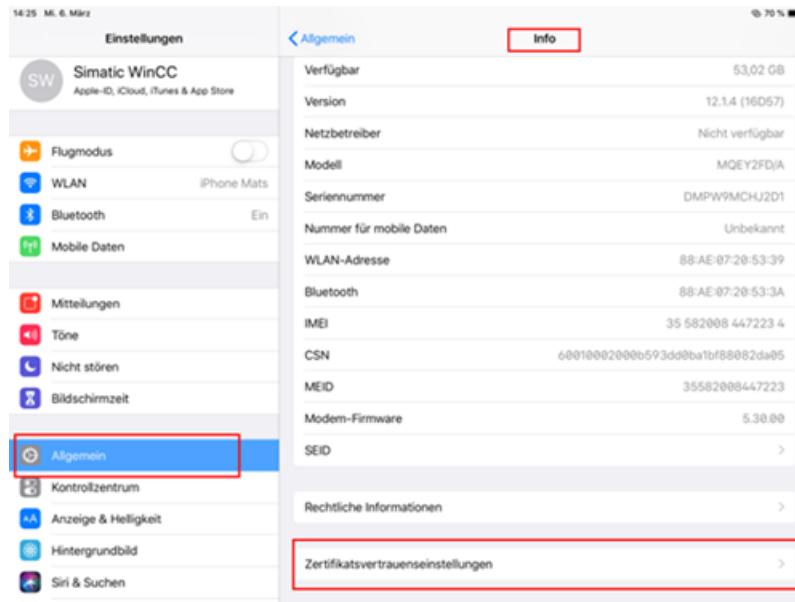 14:25 Mi. 6. März
70 %
Einstellungen
SW
Simatic WinCC
Apple-ID, iCloud, iTunes & App Store
Flugmodus
WLAN iPhone Mats
Bluetooth Ein
Mobile Daten
Mitteilungen
Töne
Nicht stören
Bildschirmzeit
Allgemein
Kontrollzentrum
AA Anzeige & Helligkeit
Hintergrundbild
Siri & Suchen
Allgemein
Info
Verfügbar 53,02 GB
Version 12.1.4 (16D57)
Netzbetreiber Nicht verfügbar
Modell MQEY2FD/A
Seriennummer DMPW9MCHJ2D1
Nummer für mobile Daten Unbekannt
WLAN-Adresse 88:AE:07:20:53:39
Bluetooth 88:AE:07:20:53:3A
IMEI 35 582008 447223 4
CSN 60010002000b593dd0ba1bf88082da05
MEID 35582008447223
Modem-Firmware 5.30.00
SEID
Rechtliche Informationen
Zertifikatsvertrauenseinstellungen